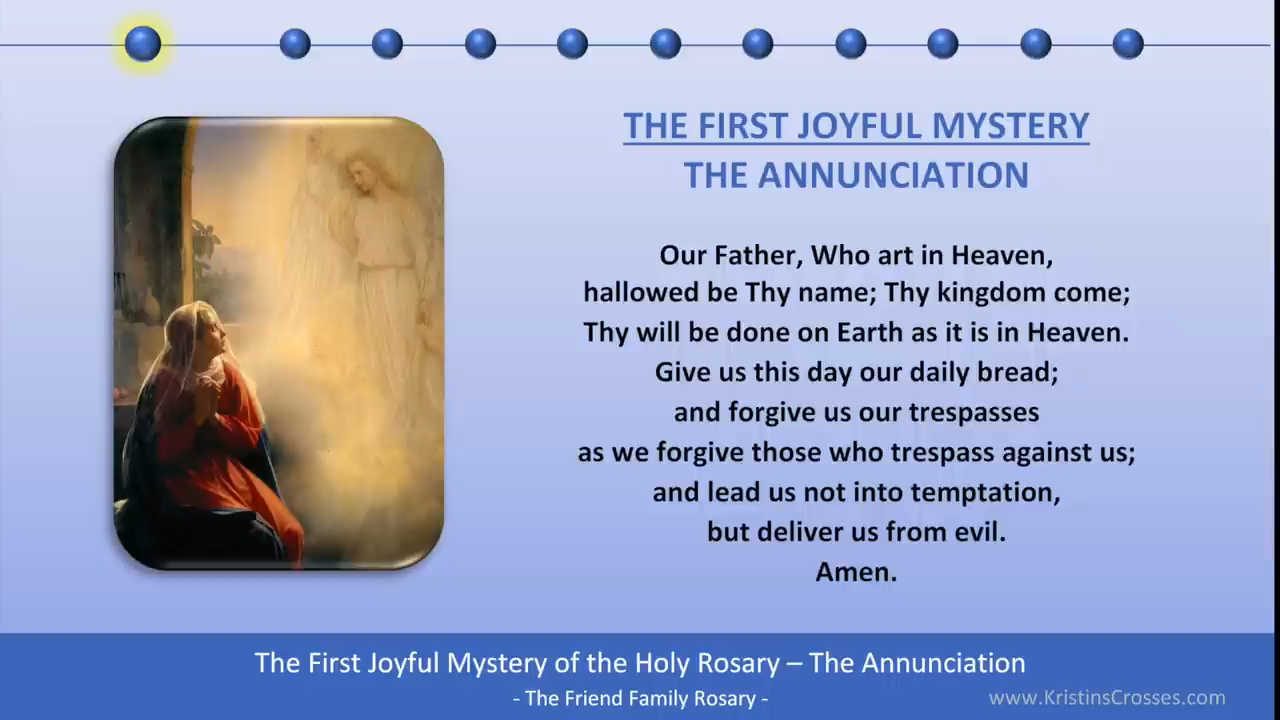 THE FIRST JOYFUL MYSTERY
THE ANNUNCIATION
Our Father, Who art in Heaven,
hallowed be Thy name; Thy kingdom come;
Thy will be done on Earth as it is in Heaven.
Give us this day our daily bread;
and forgive us our trespasses
as we forgive those who trespass against us;
and lead us not into temptation,
but deliver us from evil.
Amen.
The First Joyful Mystery of the Holy Rosary – The Annunciation
- The Friend Family Rosary -
www.KristinsCrosses.com